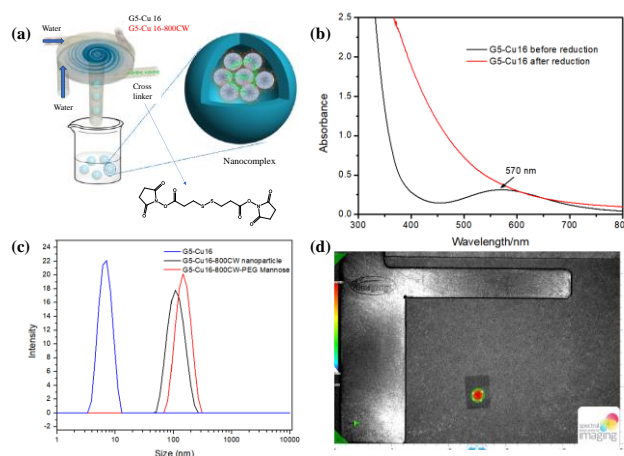 (a)
Water
G5-Cu 16
G5-Cu 16-800CW
Water
Cross
linker
Nanocomplex
O
O
N
O
O
S
S
O
O
O
N
O
O
(b)
G5-Cu16 before reduction
G5-Cu16 after reduction
570 nm
Absorbance
2.5
2.0
1.5
1.0
0.5
0.0
300
400
500
600
700
800
Wavelength/nm
(c)
G5-Cu16
G5-Cu16-800CW nanoparticle
G5-Cu16-800CW-PEG Mannose
Intensity
24
22
20
18
16
14
12
10
8
6
4
2
0
-2
1
10
100
1000
10000
Size (nm)
(d)
spectral
imaging